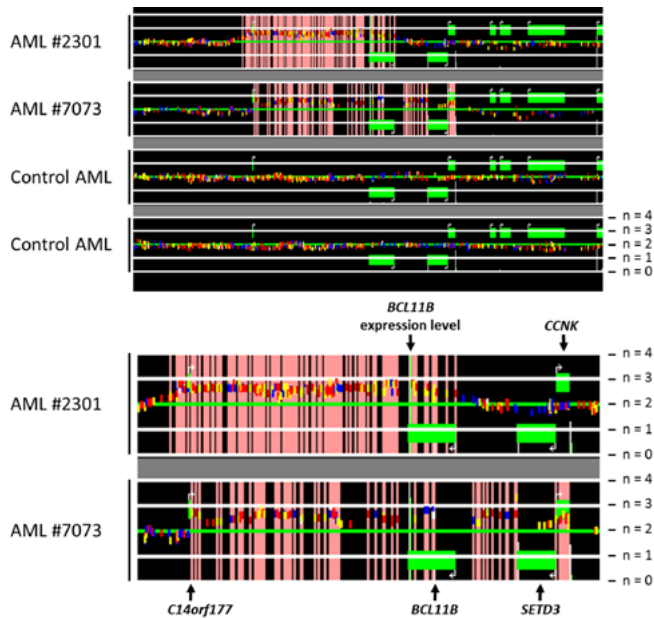 AML #2301
AML #7073
Control AML
Control AML
n = 4
n = 3
n = 2
n = 1
n = 0
BCL11B
expression level
CCNK
AML #2301
n = 4
n = 3
n = 2
n = 1
n = 0
AML #7073
n = 4
n = 3
n = 2
n = 1
n = 0
C14orf177
BCL11B
SETD3